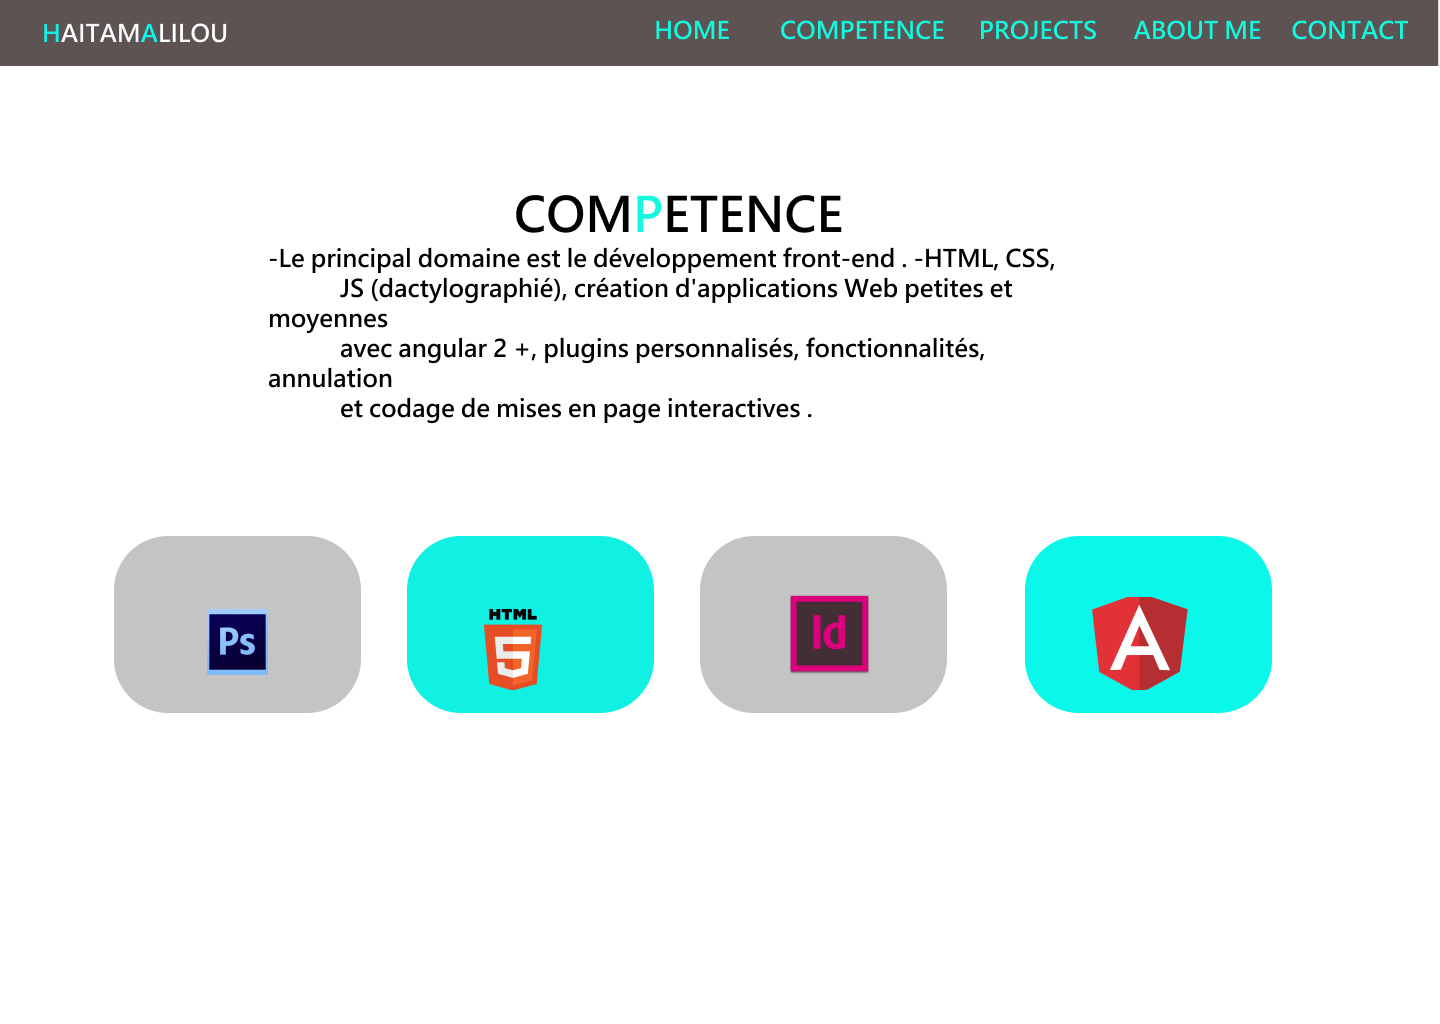 HAITAMALILOU HOME COMPETENCE PROJECTS ABOUT ME CONTACT
COMPETENCE
-Le principal domaine est le développement front-end . -HTML, CSS,
JS (dactylographié), création d'applications Web petites et
moyennes
avec angular 2 +, plugins personnalisés, fonctionnalités,
annulation
et codage de mises en page interactives .
Ps
HTML
5
Id
A